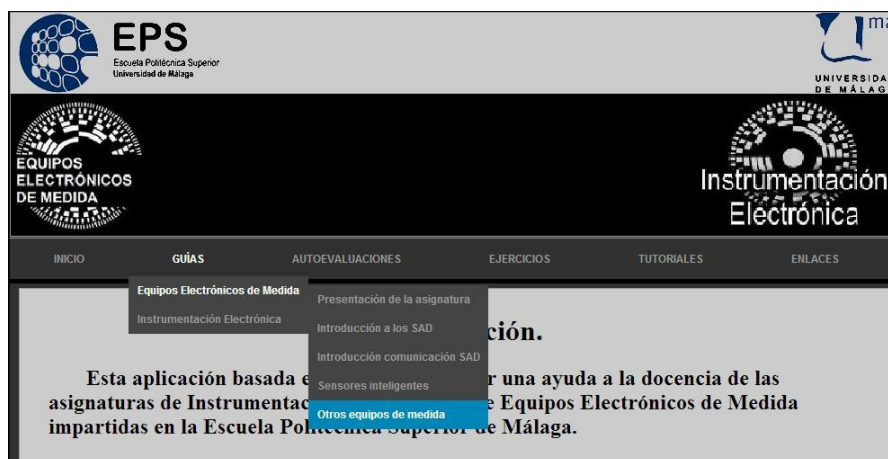 EPS
Escuela Politécnica Superior
Universidad de Málaga
UNIVERSIDA
DE MÁLAG
EQUIPOS
ELECTRÓNICOS
DE MEDIDA
Instrumentación
Electrónica
INICIO GUÍAS AUTOEVALUACIONES EJERCICIOS TUTORIALES ENLACES
Equipos Electrónicos de Medida
Instrumentación Electrónica
Presentación de la asignatura
Introducción a los SAD
Introducción comunicación SAD
Sensores inteligentes
Otros equipos de medida
ción.
Esta aplicación basada e r una ayuda a la docencia de las
asignaturas de Instrumentac e Equipos Electrónicos de Medida
impartidas en la Escuela Politécnica Superior de Málaga.